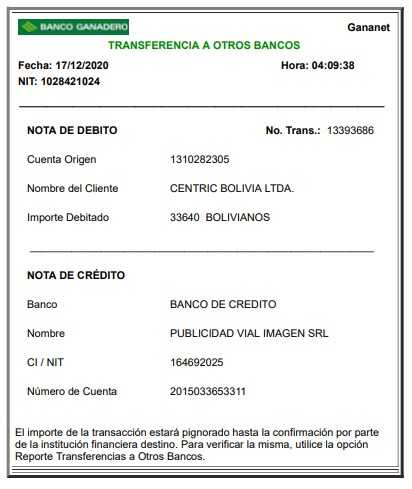 BANCO GANADERO Gananet
TRANSFERENCIA A OTROS BANCOS
Fecha: 17/12/2020 Hora: 04:09:38
NIT: 1028421024
NOTA DE DEBITO No. Trans.: 13393686
Cuenta Origen 1310282305
Nombre del Cliente CENTRIC BOLIVIA LTDA.
Importe Debitado 33640 BOLIVIANOS
NOTA DE CRÉDITO
Banco BANCO DE CREDITO
Nombre PUBLICIDAD VIAL IMAGEN SRL
CI / NIT 164692025
Número de Cuenta 2015033653311
El importe de la transacción estará pignorado hasta la confirmación por parte
de la institución financiera destino. Para verificar la misma, utilice la opción
Reporte Transferencias a Otros Bancos.